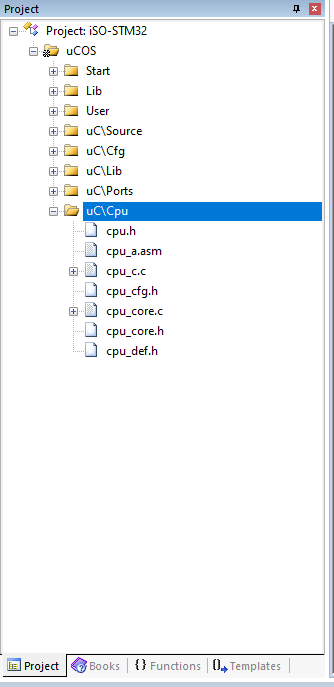 Project
Project: iSO-STM32
uCOS
Start
Lib
User
uC\Source
uC\Cfg
uC\Lib
uC\Ports
uC\Cpu
cpu.h
cpu_a.asm
cpu_c.c
cpu_cfg.h
cpu_core.c
cpu_core.h
cpu_def.h
Project Books {} Functions {}→ Templates